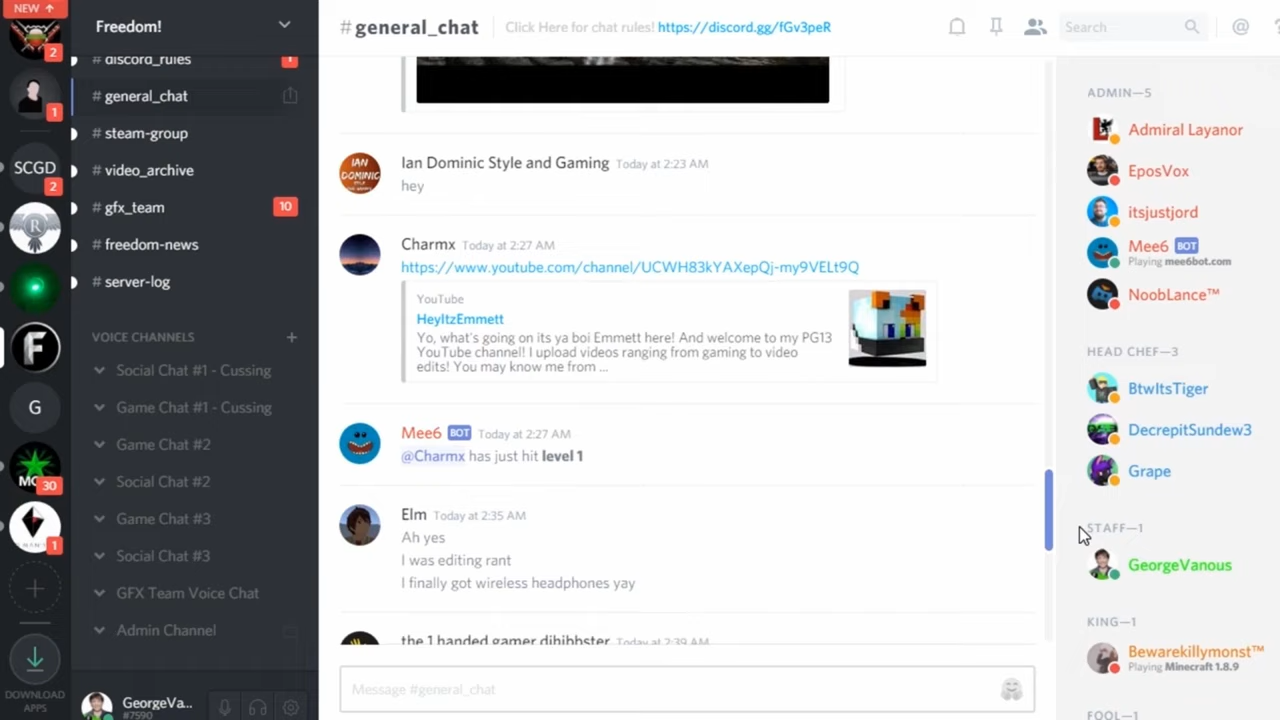 NEW ↑
2
1
SCGD
2
R
F
G
MC
30
1
DOWNLOAD
APPS
Freedom!
# discord_rules
1
# general_chat
# steam-group
# video_archive
# gfx_team
10
# freedom-news
# server-log
VOICE CHANNELS +
Social Chat #1 - Cussing
Game Chat #1 - Cussing
Game Chat #2
Social Chat #2
Game Chat #3
Social Chat #3
GFX Team Voice Chat
Admin Channel
GeorgeVa...
#7590
#general_chat
Click Here for chat rules! https://discord.gg/fGv3peR
Search
@
Ian Dominic Style and Gaming Today at 2:23 AM
IAN
DOMINIC
hey
Charmx Today at 2:27 AM
https://www.youtube.com/channel/UCWH83kYAXepQj-my9VELt9Q
YouTube
HeyItzEmmett
Yo, what's going on its ya boi Emmett here! And welcome to my PG13
YouTube channel! I upload videos ranging from gaming to video
edits! You may know me from ...
Mee6 BOT Today at 2:27 AM
@Charmx has just hit level 1
Elm Today at 2:35 AM
Ah yes
I was editing rant
I finally got wireless headphones yay
the 1 handed gamer djhibbster Today at 2:39 AM
Message #general_chat
ADMIN—5
Admiral Layanor
EposVox
itsjustjord
Mee6 BOT
Playing mee6bot.com
NoobLance™
HEAD CHEF—3
BtwItsTiger
DecrepitSundew3
Grape
STAFF—1
GeorgeVanous
KING—1
Bewarekillymonst™
Playing Minecraft 1.8.9
FOOL—1